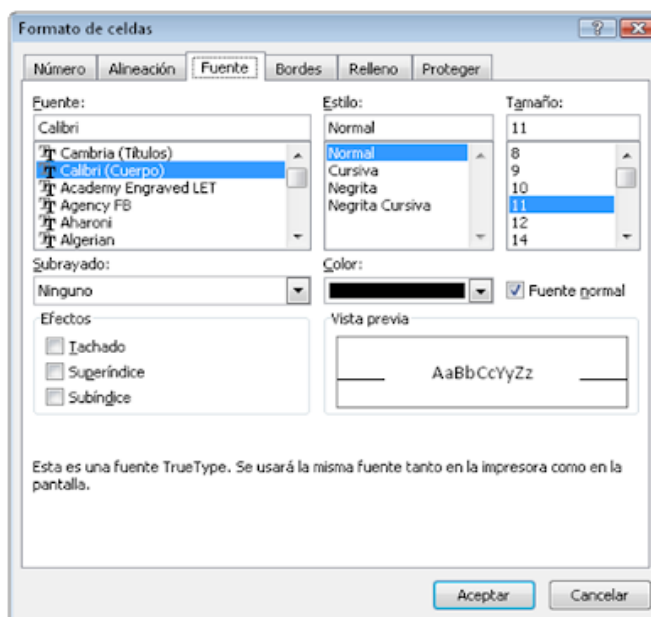 Formato de celdas
Número Alineación Fuente Bordes Relleno Proteger
Fuente: Estilo: Tamaño:
Calibri Normal 11
Cambria (Títulos) Normal 8
Calibri (Cuerpo) Cursiva 9
Academy Engraved LET Negrita 10
Agency FB Negrita Cursiva 11
Aharoni 12
Algerian 14
Subrayado: Color:
Ninguno Fuente normal
Efectos Vista previa
Tachado
Superíndice AaBbCcYyZz
Subíndice
Esta es una fuente TrueType. Se usará la misma fuente tanto en la impresora como en la
pantalla.
Aceptar Cancelar